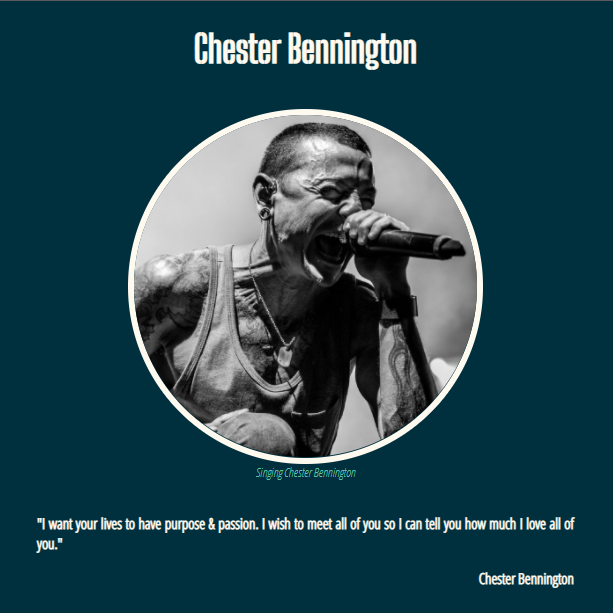 Chester Bennington
Singing Chester Bennington
"I want your lives to have purpose & passion. I wish to meet all of you so I can tell you how much I love all of
you."
Chester Bennington